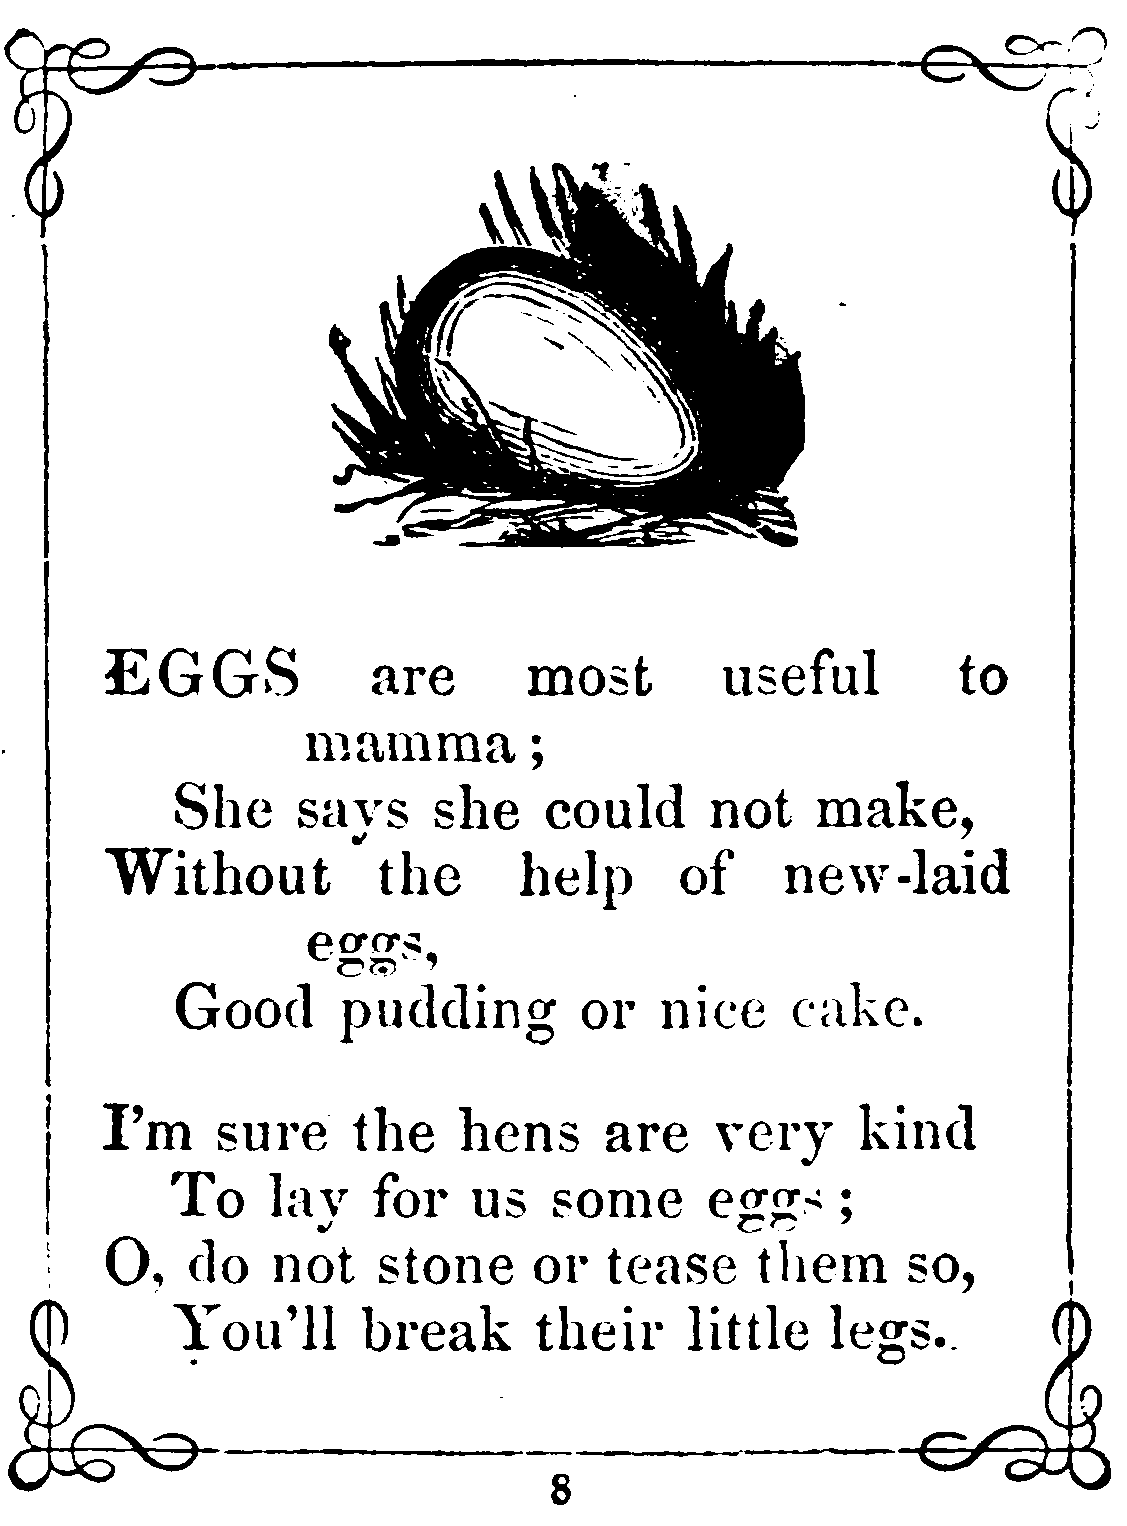 EGGS are most useful to
mamma;
She says she could not make,
Without the help of new-laid
eggs,
Good pudding or nice cake.
I'm sure the hens are very kind
To lay for us some eggs;
O, do not stone or tease them so,
You'll break their little legs.
8